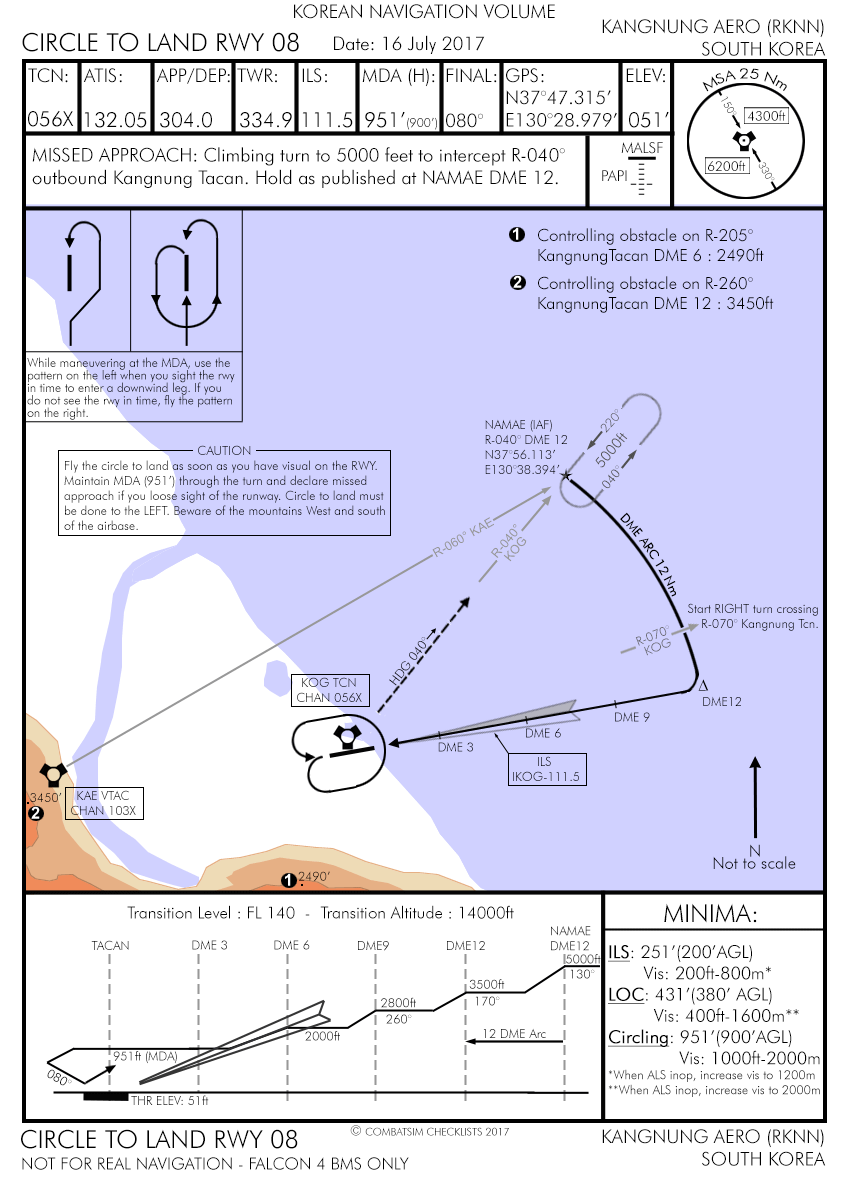 KOREAN NAVIGATION VOLUME
CIRCLE TO LAND RWY 08
Date: 16 July 2017
KANGNUNG AERO (RKNN)
SOUTH KOREA
TCN:
056X
ATIS:
132.05
APP/DEP:
304.0
TWR:
334.9
ILS:
111.5
MDA (H):
951'(900')
FINAL:
080°
GPS:
N37°47.315'
E130°28.979'
ELEV:
051'
MSA 25 Nm
150°
4300ft
6200ft
330°
MISSED APPROACH: Climbing turn to 5000 feet to intercept R-040°
outbound Kangnung Tacan. Hold as published at NAMAE DME 12.
MALSF
PAPI
1 Controlling obstacle on R-205°
KangnungTacan DME 6 : 2490ft
2 Controlling obstacle on R-260°
KangnungTacan DME 12 : 3450ft
While maneuvering at the MDA, use the
pattern on the left when you sight the rwy
in time to enter a downwind leg. If you
do not see the rwy in time, fly the pattern
on the right.
CAUTION
Fly the circle to land as soon as you have visual on the RWY.
Maintain MDA (951') through the turn and declare missed
approach if you loose sight of the runway. Circle to land must
be done to the LEFT. Beware of the mountains West and south
of the airbase.
NAMAE (IAF)
R-040° DME 12
N37°56.113'
E130°38.394'
220°
5000ft
040°
R-060° KAE
R-040°
KOG
DME ARC 12 Nm
Start RIGHT turn crossing
R-070° Kangnung Tcn.
R-070°
KOG
HDG 040°
KOG TCN
CHAN 056X
DME12
DME 9
DME 6
DME 3
ILS
IKOG-111.5
3450'
2
KAE VTAC
CHAN 103X
1 2490'
N
Not to scale
Transition Level : FL 140 - Transition Altitude : 14000ft
TACAN
DME 3
DME 6
DME9
DME12
NAMAE
DME12
5000ft
130°
3500ft
170°
2800ft
260°
2000ft
12 DME Arc
951ft (MDA)
080°
THR ELEV: 51ft
MINIMA:
ILS: 251'(200'AGL)
Vis: 200ft-800m*
LOC: 431'(380' AGL)
Vis: 400ft-1600m**
Circling: 951'(900'AGL)
Vis: 1000ft-2000m
*When ALS inop, increase vis to 1200m
**When ALS inop, increase vis to 2000m
CIRCLE TO LAND RWY 08
NOT FOR REAL NAVIGATION - FALCON 4 BMS ONLY
© COMBATSIM CHECKLISTS 2017
KANGNUNG AERO (RKNN)
SOUTH KOREA